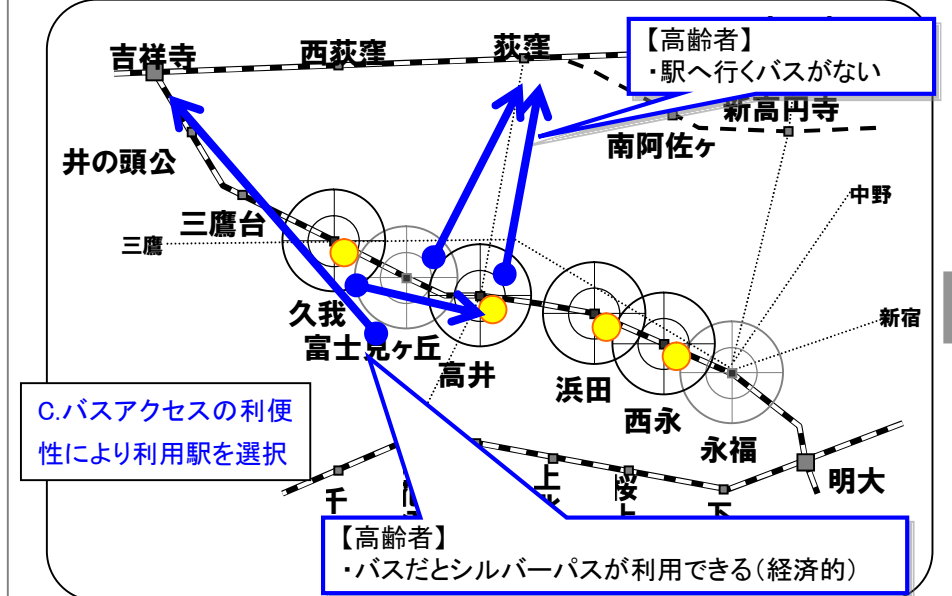 【高齢者】
・駅へ行くバスがない
吉祥寺
西荻窪
荻窪
新高円寺
南阿佐ヶ
井の頭公
中野
三鷹台
三鷹
久我
富士見ヶ丘
新宿
高井
浜田
西永
永福
C.バスアクセスの利便
性により利用駅を選択
明大
千
上
桜
上
下
【高齢者】
・バスだとシルバーパスが利用できる（経済的）